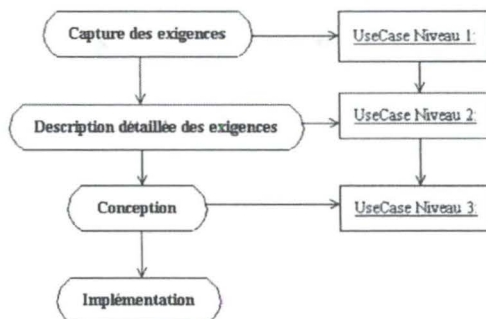 Capture des exigences
UseCase Niveau 1:
Description détaillée des exigences
UseCase Niveau 2:
Conception
UseCase Niveau 3:
Implémentation